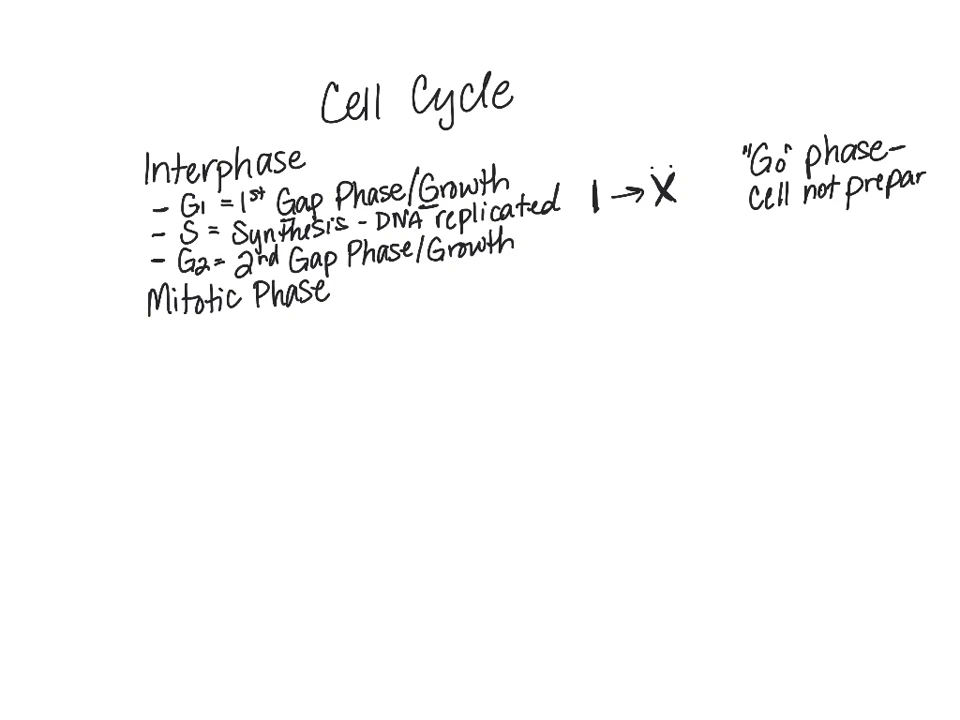 Cell Cycle
Interphase
- G1 = 1st Gap Phase/Growth
- S = Synthesis - DNA replicated | → X
- G2 = 2nd Gap Phase/Growth
Mitotic Phase
"G0" phase-
cell not prepar